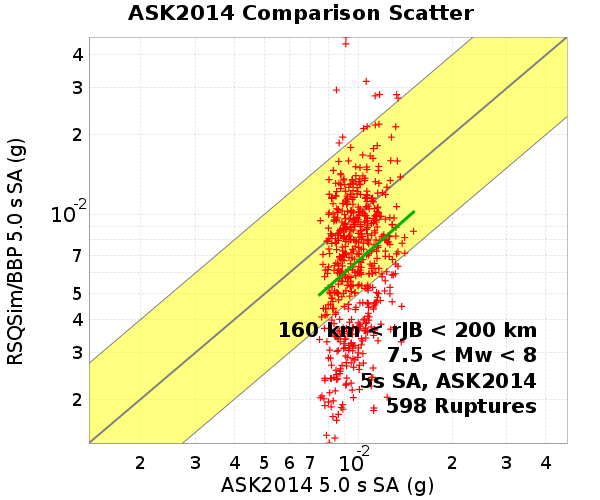 ASK2014 Comparison Scatter
RSQSim/BBP 5.0 s SA (g)
4
3
2
10⁻²
7
5
4
3
2
160 km < rJB < 200 km
7.5 < Mw < 8
5s SA, ASK2014
598 Ruptures
2 3 4 5 6 7 10⁻² 2 3 4
ASK2014 5.0 s SA (g)